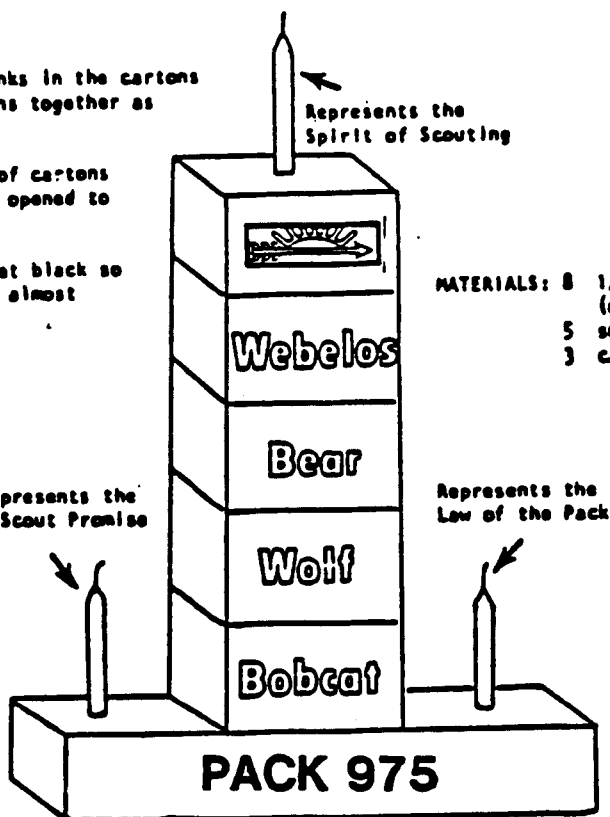 nks in the cartons
ns together as
of cartons
opened to
at black so
almost
Represents the
Spirit of Scouting
MATERIALS: 8
5
3
Webelos
Bear
Wolf
Bobcat
presents the
Scout Promise
Represents the
Law of the Pack
PACK 975